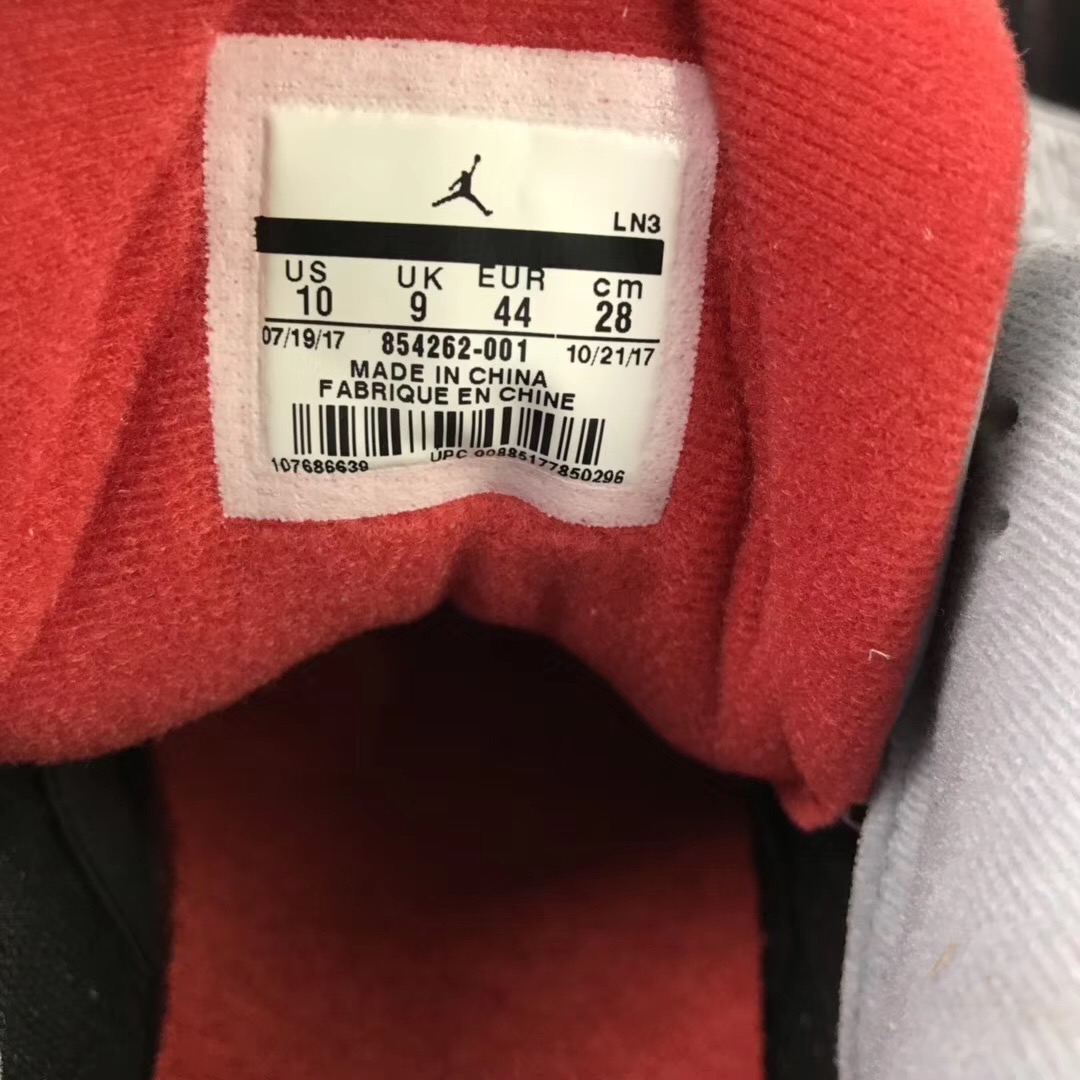 LN3
US UK EUR cm
10 9 44 28
07/19/17 854262-001 10/21/17
MADE IN CHINA
FABRIQUE EN CHINE
107686639 UPC 00885177850296